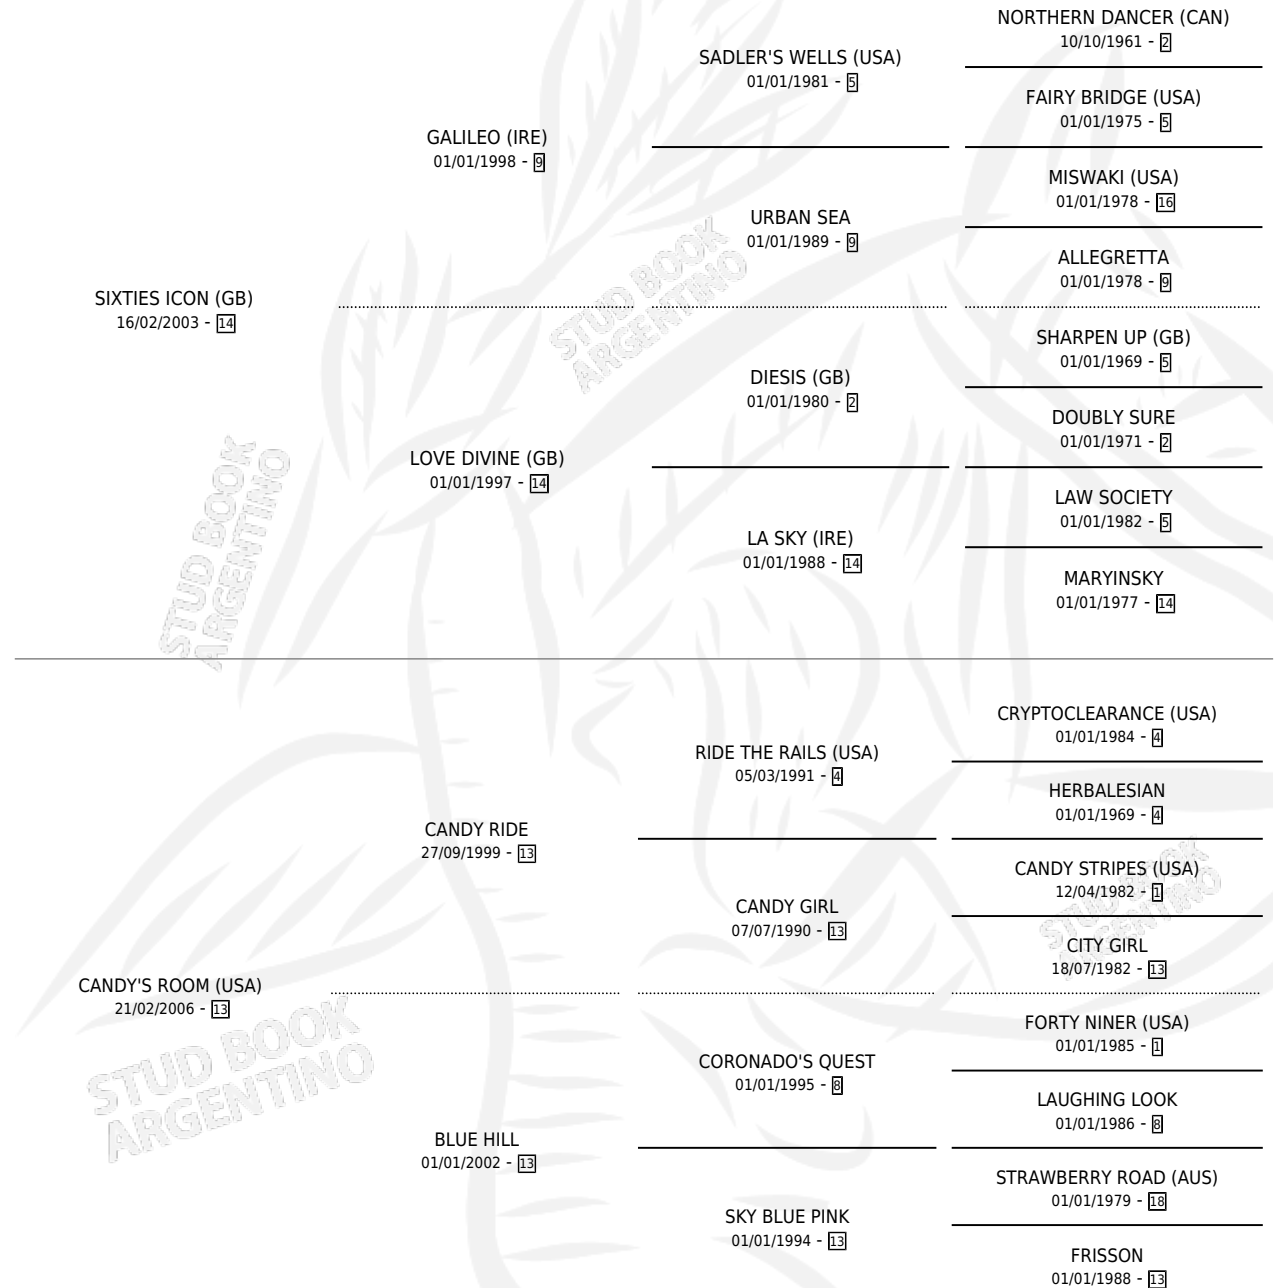 NORTHERN DANCER (CAN)
10/10/1961 - 2
SADLER'S WELLS (USA)
01/01/1981 - 5
FAIRY BRIDGE (USA)
01/01/1975 - 5
GALILEO (IRE)
01/01/1998 - 9
MISWAKI (USA)
01/01/1978 - 16
URBAN SEA
01/01/1989 - 9
ALLEGRETTA
01/01/1978 - 9
SIXTIES ICON (GB)
16/02/2003 - 14
STUD BOOK
ARGENTINO
SHARPEN UP (GB)
01/01/1969 - 5
DIESIS (GB)
01/01/1980 - 2
DOUBLY SURE
01/01/1971 - 2
LOVE DIVINE (GB)
01/01/1997 - 14
LAW SOCIETY
01/01/1982 - 5
LA SKY (IRE)
01/01/1988 - 14
MARYINSKY
01/01/1977 - 14
STUD BOOK
ARGENTINO
CRYPTOCLEARANCE (USA)
01/01/1984 - 4
RIDE THE RAILS (USA)
05/03/1991 - 4
HERBALESIAN
01/01/1969 - 4
CANDY RIDE
27/09/1999 - 13
CANDY STRIPES (USA)
12/04/1982 - 1
CANDY GIRL
07/07/1990 - 13
CITY GIRL
18/07/1982 - 13
STUD BOOK
ARGENTINO
CANDY'S ROOM (USA)
21/02/2006 - 13
STUD BOOK
ARGENTINO
FORTY NINER (USA)
01/01/1985 - 1
CORONADO'S QUEST
01/01/1995 - 8
LAUGHING LOOK
01/01/1986 - 8
BLUE HILL
01/01/2002 - 13
STRAWBERRY ROAD (AUS)
01/01/1979 - 18
SKY BLUE PINK
01/01/1994 - 13
FRISSON
01/01/1988 - 13